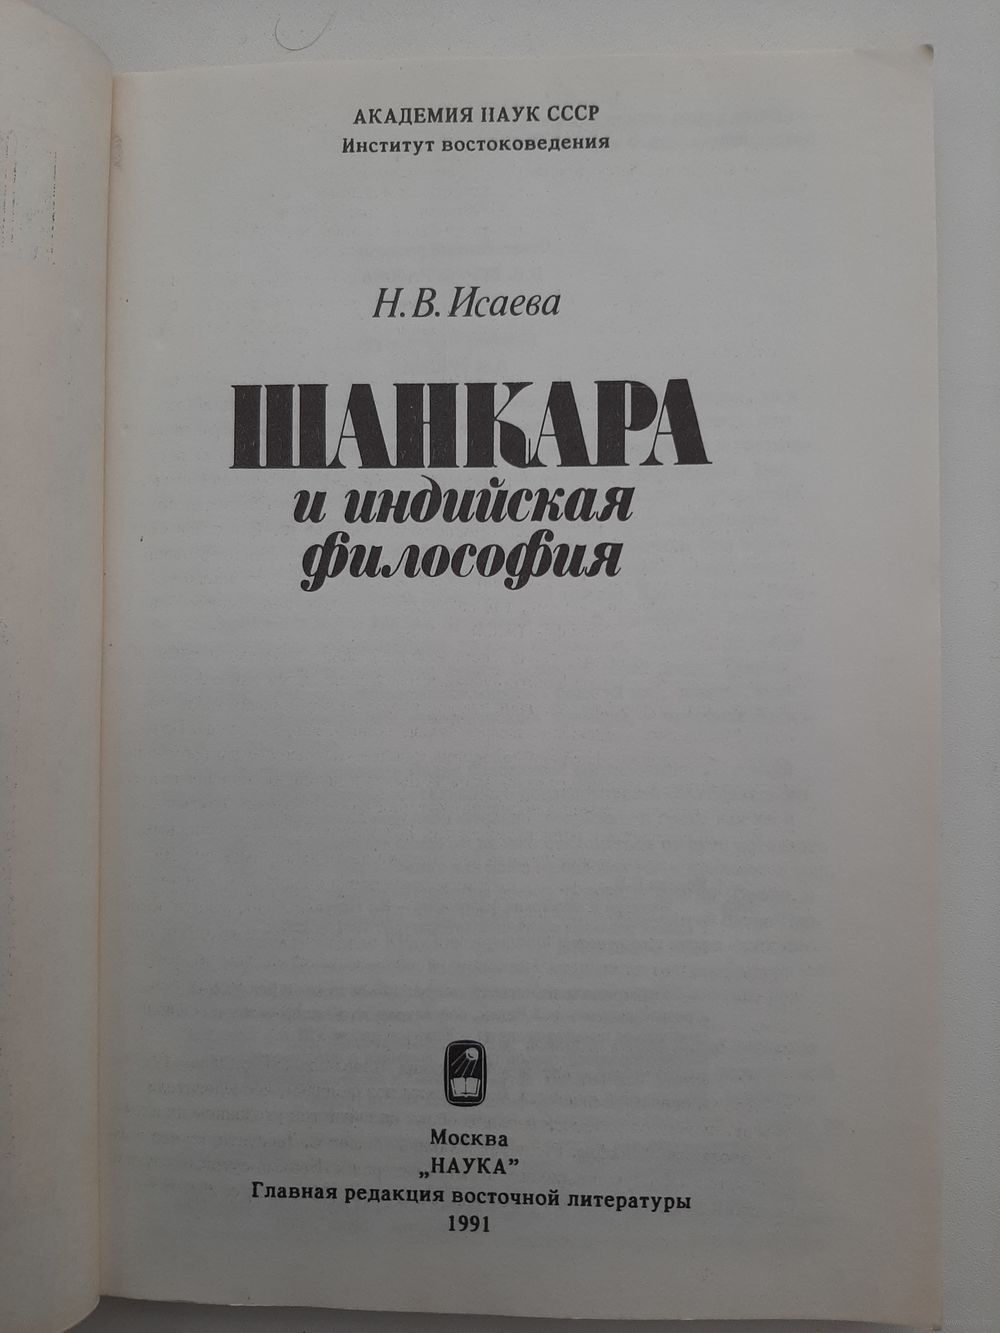 АКАДЕМИЯ НАУК СССР
Институт востоковедения
Н. В. Исаева
ШАНКАРА
и индийская
философия
Москва
„НАУКА”
Главная редакция восточной литературы
1991